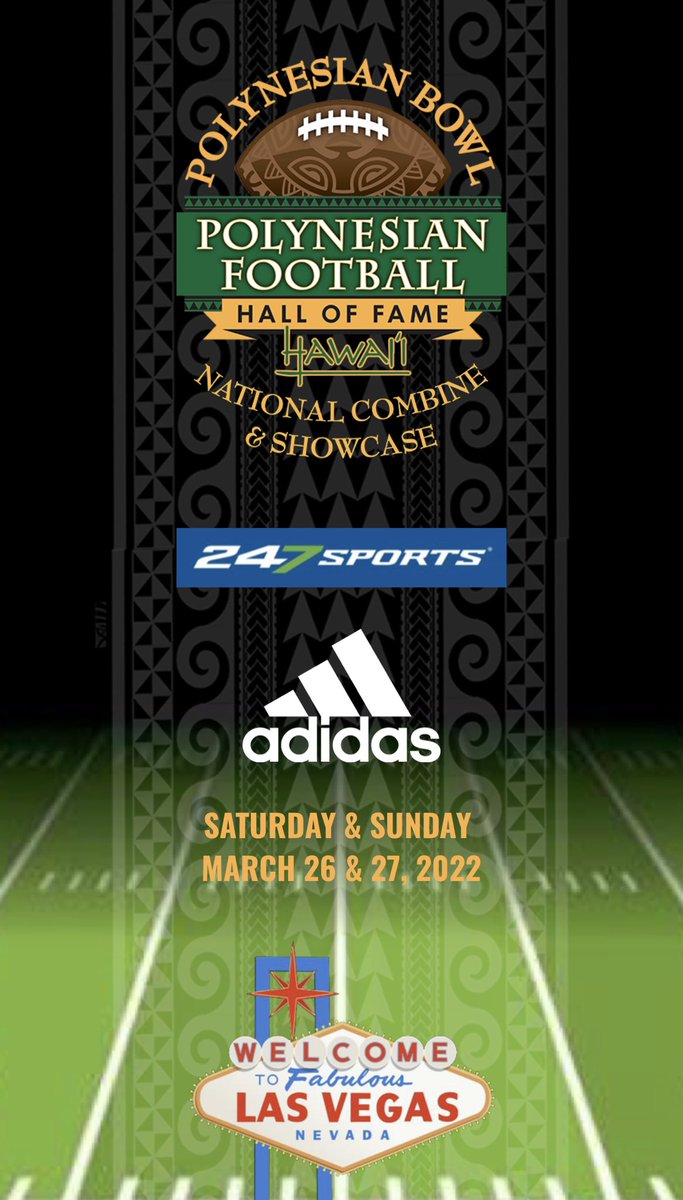 POLYNESIAN BOWL
POLYNESIAN
FOOTBALL
HALL OF FAME
HAWAI'I
NATIONAL COMBINE
& SHOWCASE
247SPORTS
adidas
SATURDAY & SUNDAY
MARCH 26 & 27, 2022
WELCOME
TO Fabulous
LAS VEGAS
NEVADA